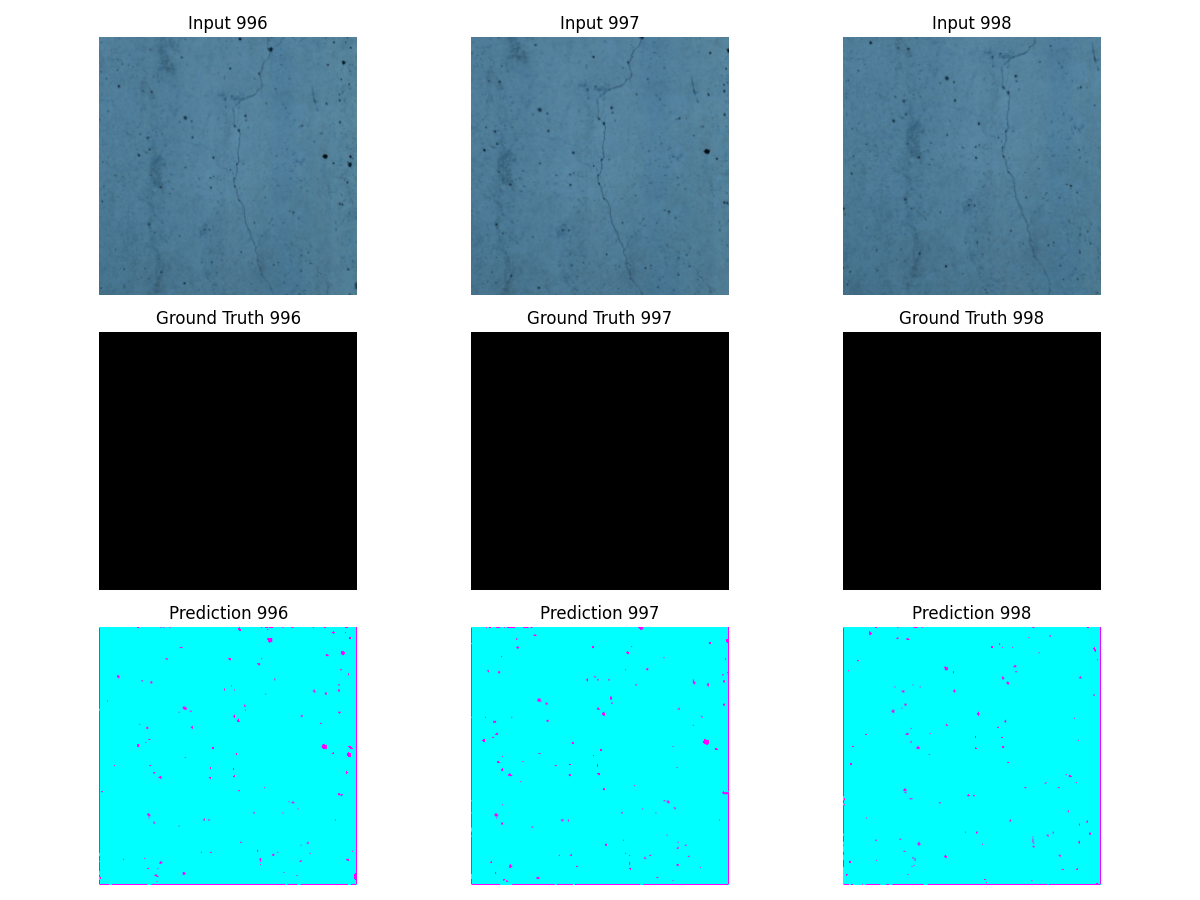 Input 996
Input 997
Input 998
Ground Truth 996
Ground Truth 997
Ground Truth 998
Prediction 996
Prediction 997
Prediction 998